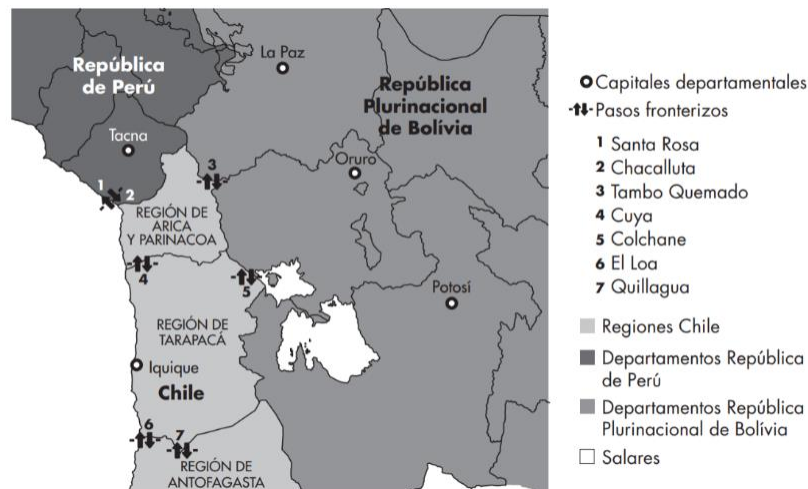 La Paz
República
de Perú
República
Plurinacional
de Bolívia
Tacna
Oruro
3
1
2
REGIÓN DE
ARICA
Y PARINACOA
4
5
Potosí
REGIÓN DE
TARAPACÁ
Iquique
Chile
6
7
REGIÓN DE
ANTOFAGASTA
Capitales departamentales
Pasos fronterizos
1 Santa Rosa
2 Chacalluta
3 Tambo Quemado
4 Cuya
5 Colchane
6 El Loa
7 Quillagua
Regiones Chile
Departamentos República
de Perú
Departamentos República
Plurinacional de Bolívia
Salares